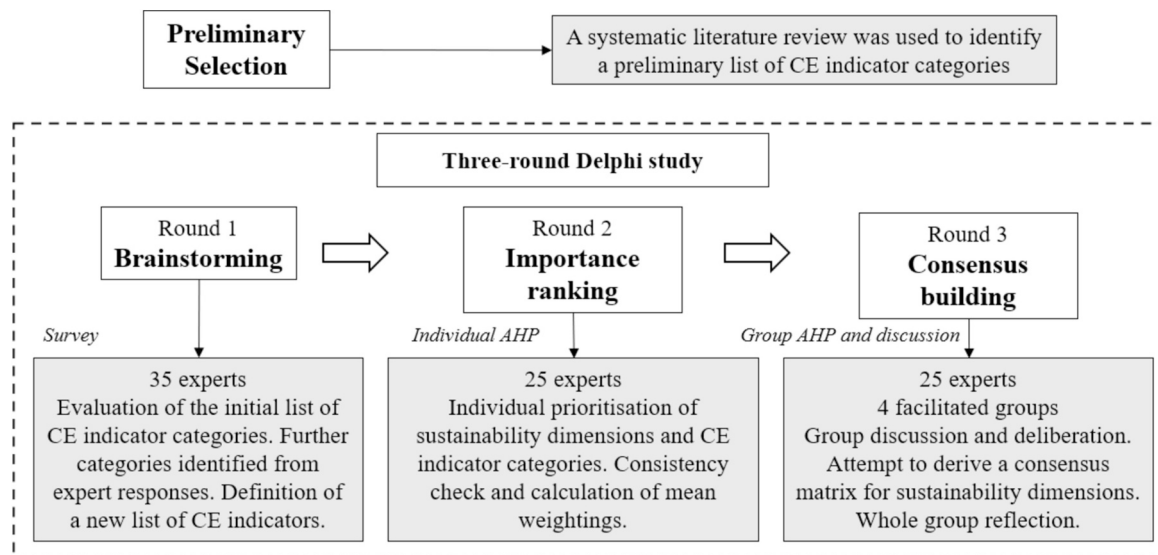 Preliminary
Selection
A systematic literature review was used to identify
a preliminary list of CE indicator categories
Three-round Delphi study
Round 1
Brainstorming
Round 2
Importance
ranking
Round 3
Consensus
building
Survey
Individual AHP
Group AHP and discussion
35 experts
Evaluation of the initial list of
CE indicator categories. Further
categories identified from
expert responses. Definition of
a new list of CE indicators.
25 experts
Individual prioritisation of
sustainability dimensions and CE
indicator categories. Consistency
check and calculation of mean
weightings.
25 experts
4 facilitated groups
Group discussion and deliberation.
Attempt to derive a consensus
matrix for sustainability dimensions.
Whole group reflection.